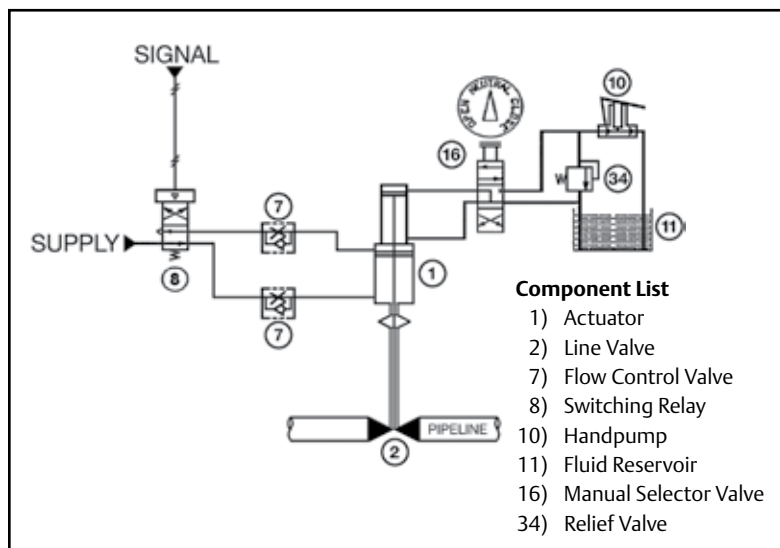 SIGNAL
OPEN NEUTRAL CLOSE
10
16
7
34
SUPPLY
11
8
1
7
PIPELINE
2
Component List
1) Actuator
2) Line Valve
7) Flow Control Valve
8) Switching Relay
10) Handpump
11) Fluid Reservoir
16) Manual Selector Valve
34) Relief Valve